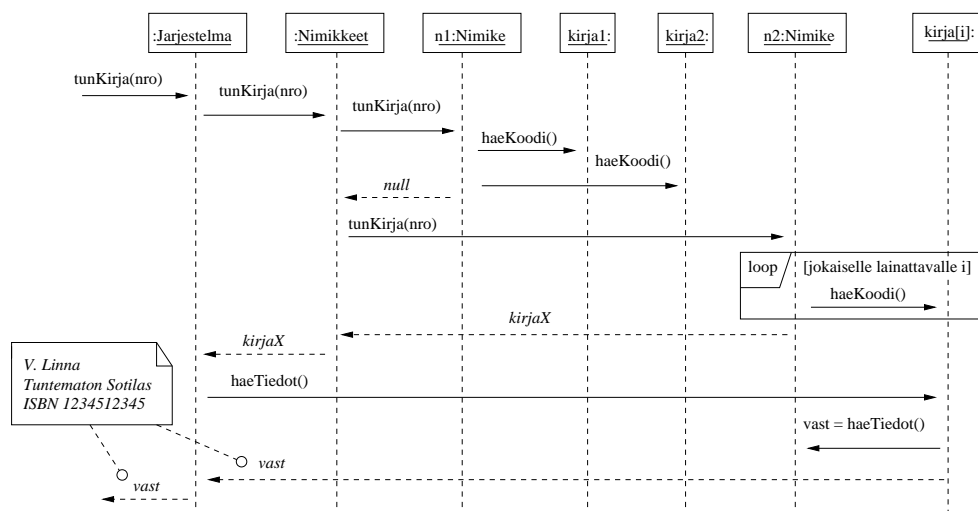 :Jarjestelma
:Nimikkeet
n1:Nimike
kirja1:
kirja2:
n2:Nimike
kirja[i]:
tunKirja(nro)
tunKirja(nro)
tunKirja(nro)
haeKoodi()
haeKoodi()
null
tunKirja(nro)
loop
[jokaiselle lainattavalle i]
haeKoodi()
kirjaX
kirjaX
V. Linna
Tuntematon Sotilas
ISBN 1234512345
haeTiedot()
vast = haeTiedot()
vast
vast